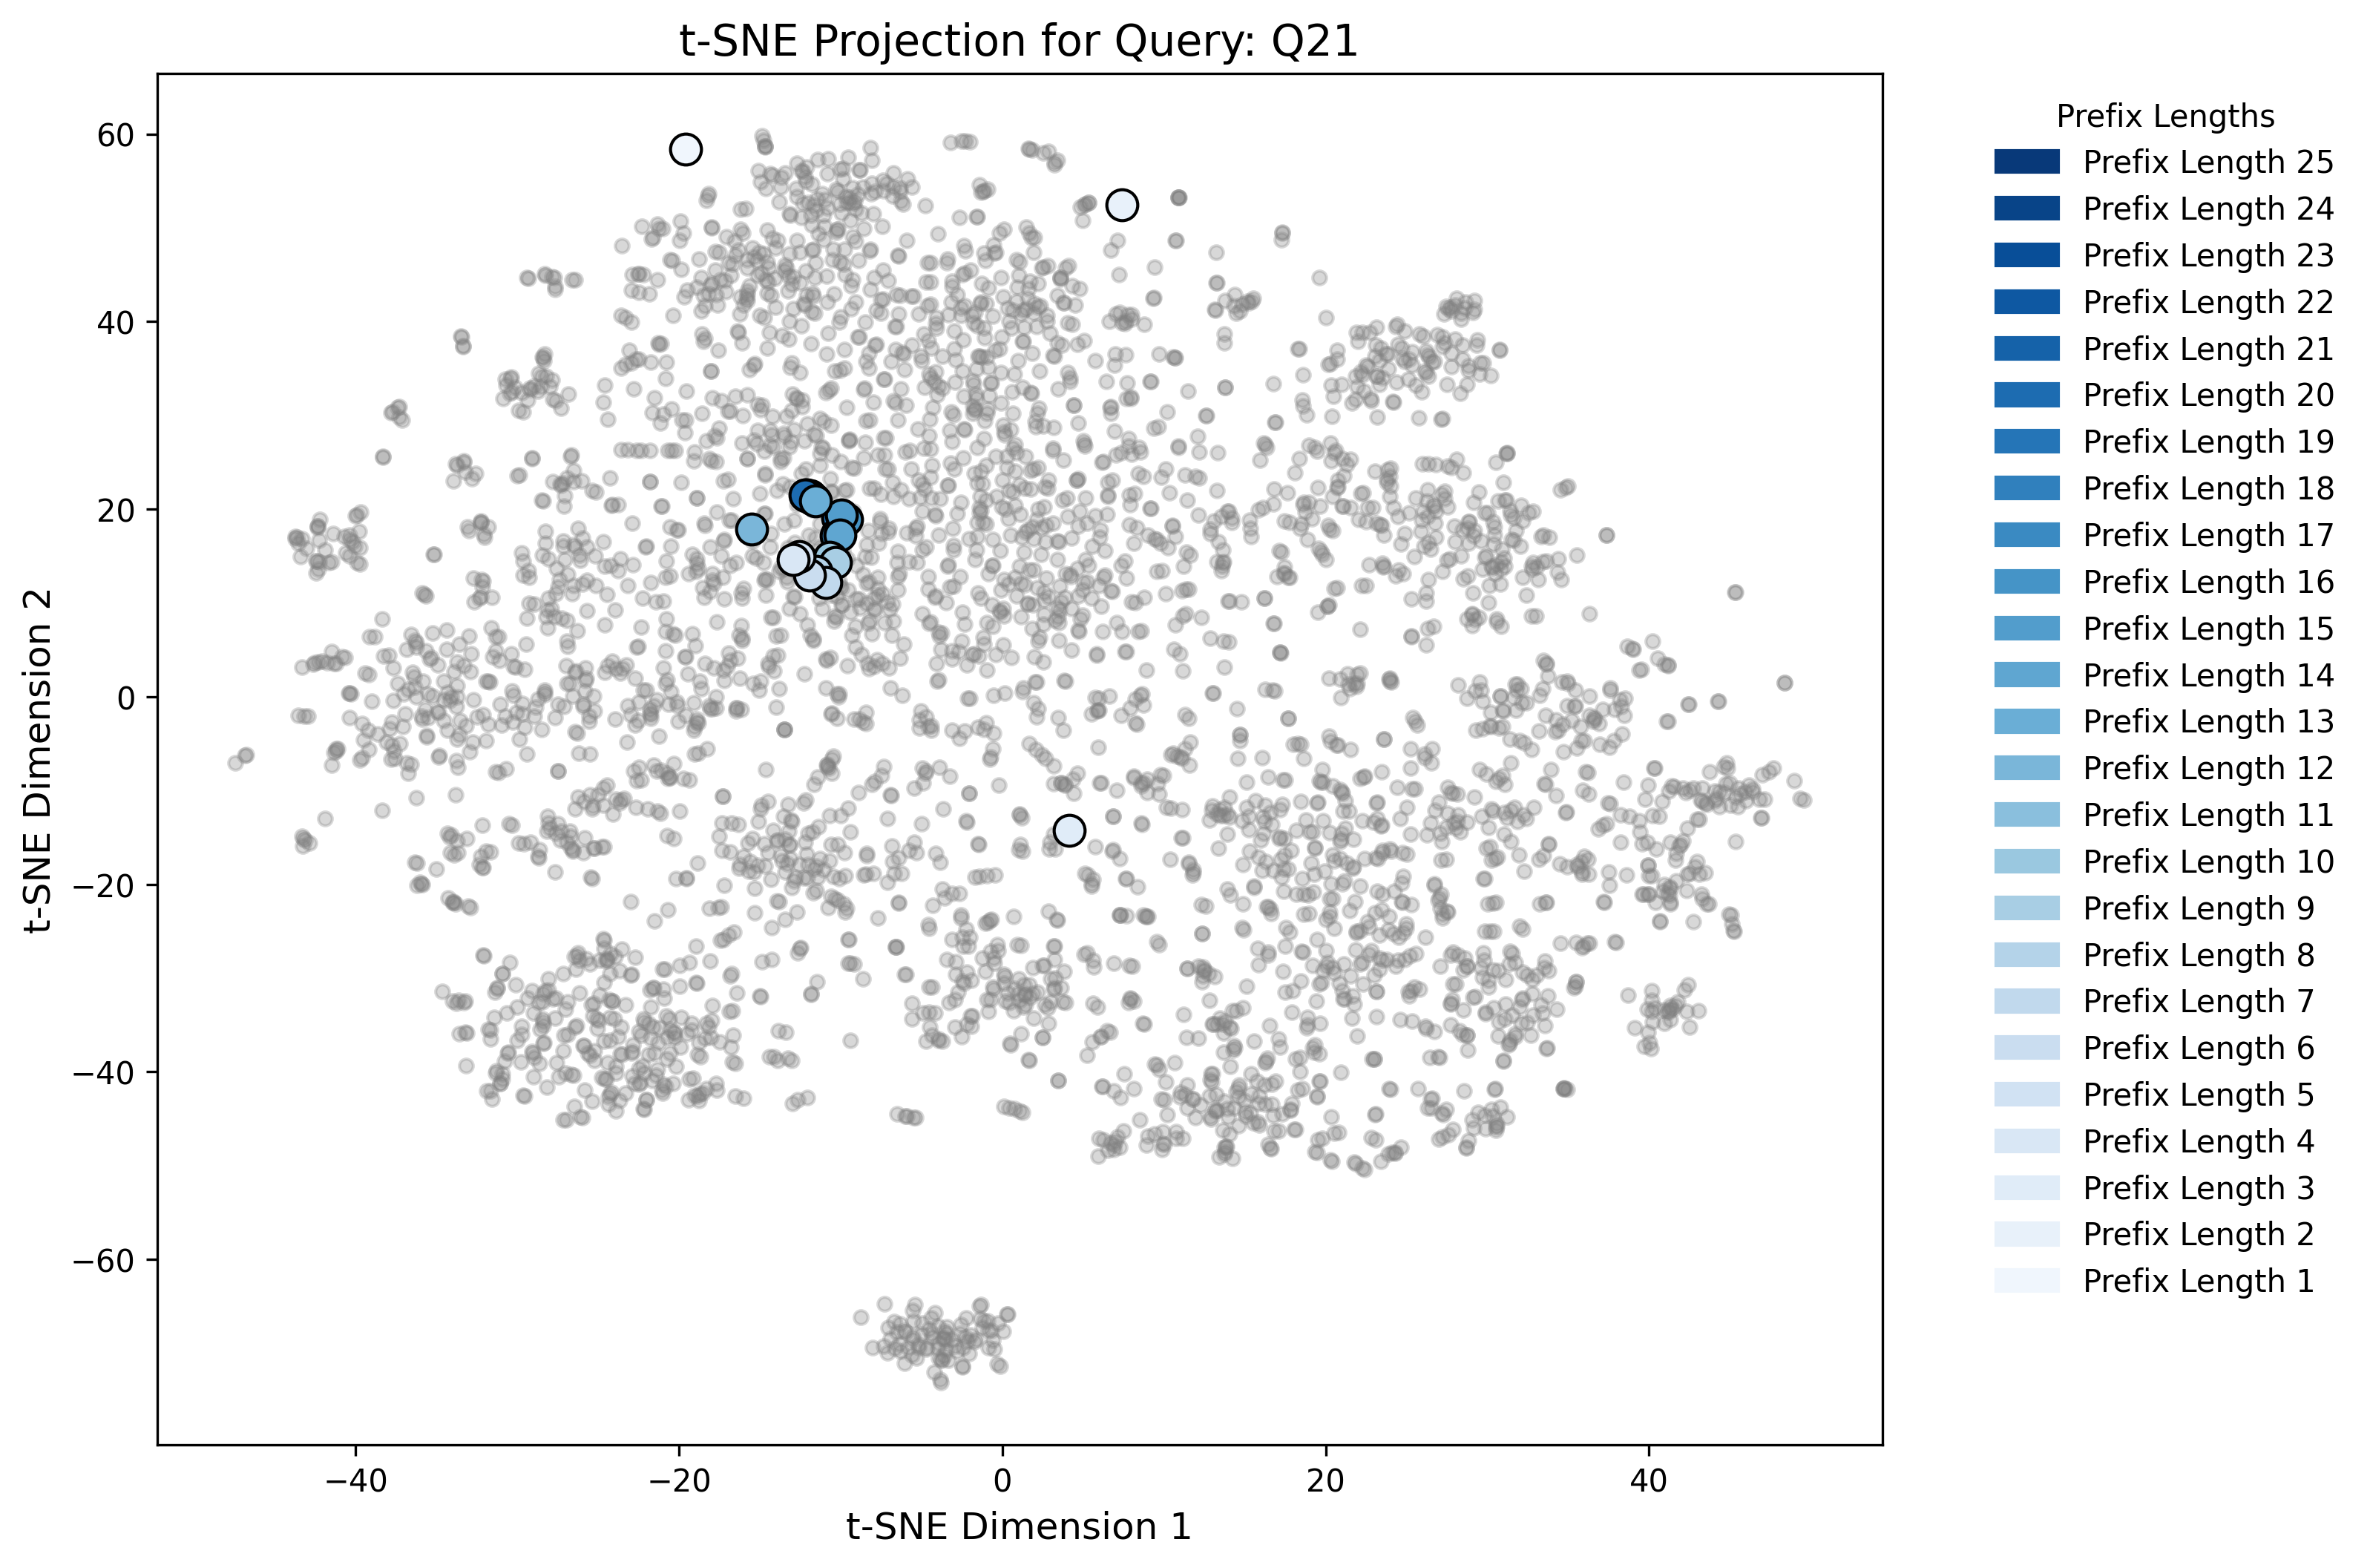 t-SNE Projection for Query: Q21
60
40
20
0
−20
−40
−60
t-SNE Dimension 2
−40
−20
0
20
40
t-SNE Dimension 1
Prefix Lengths
Prefix Length 25
Prefix Length 24
Prefix Length 23
Prefix Length 22
Prefix Length 21
Prefix Length 20
Prefix Length 19
Prefix Length 18
Prefix Length 17
Prefix Length 16
Prefix Length 15
Prefix Length 14
Prefix Length 13
Prefix Length 12
Prefix Length 11
Prefix Length 10
Prefix Length 9
Prefix Length 8
Prefix Length 7
Prefix Length 6
Prefix Length 5
Prefix Length 4
Prefix Length 3
Prefix Length 2
Prefix Length 1